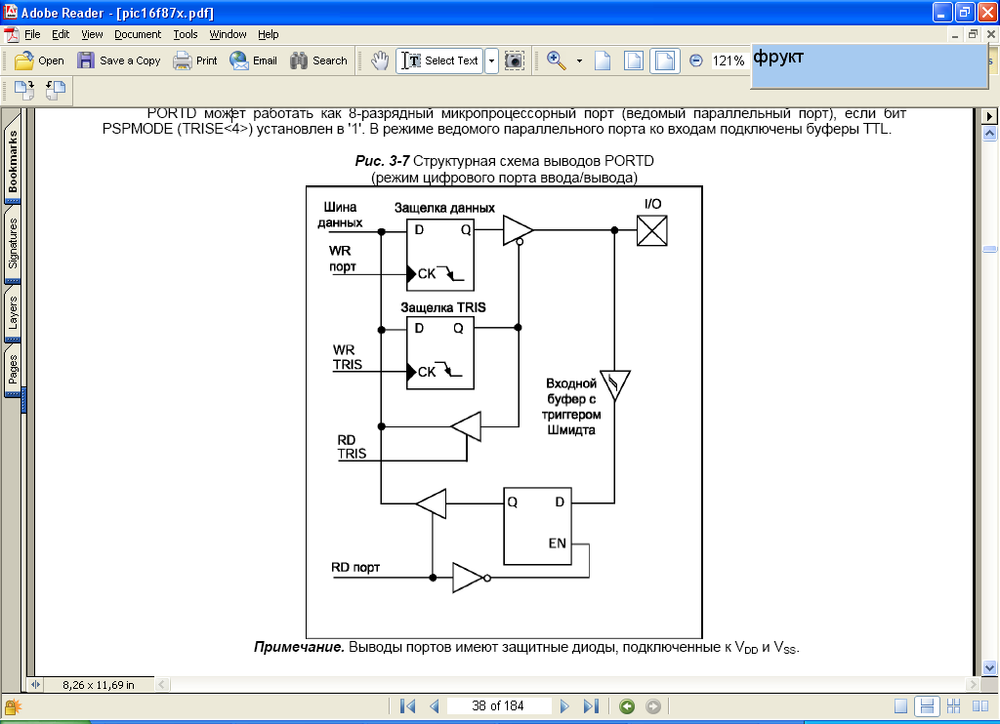 Adobe Reader - [pic16f87x.pdf]
File Edit View Document Tools Window Help
Open Save a Copy Print Email Search Select Text 121%
фрукт
s
Bookmarks
Signatures
Layers
Pages
PORTD может работать как 8-разрядный микропроцессорный порт (ведомый параллельный порт), если бит
PSPMODE (TRISE<4>) установлен в '1'. В режиме ведомого параллельного порта ко входам подключены буферы TTL.
Рис. 3-7 Структурная схема выводов PORTD
(режим цифрового порта ввода/вывода)
Шина
данных
Защелка данных
I/O
D Q
WR
порт
CK
Защелка TRIS
D Q
WR
TRIS
CK
Входной
буфер с
триггером
Шмидта
RD
TRIS
Q D
EN
RD порт
Примечание. Выводы портов имеют защитные диоды, подключенные к VDD и VSS.
8,26 x 11,69 in
38 of 184